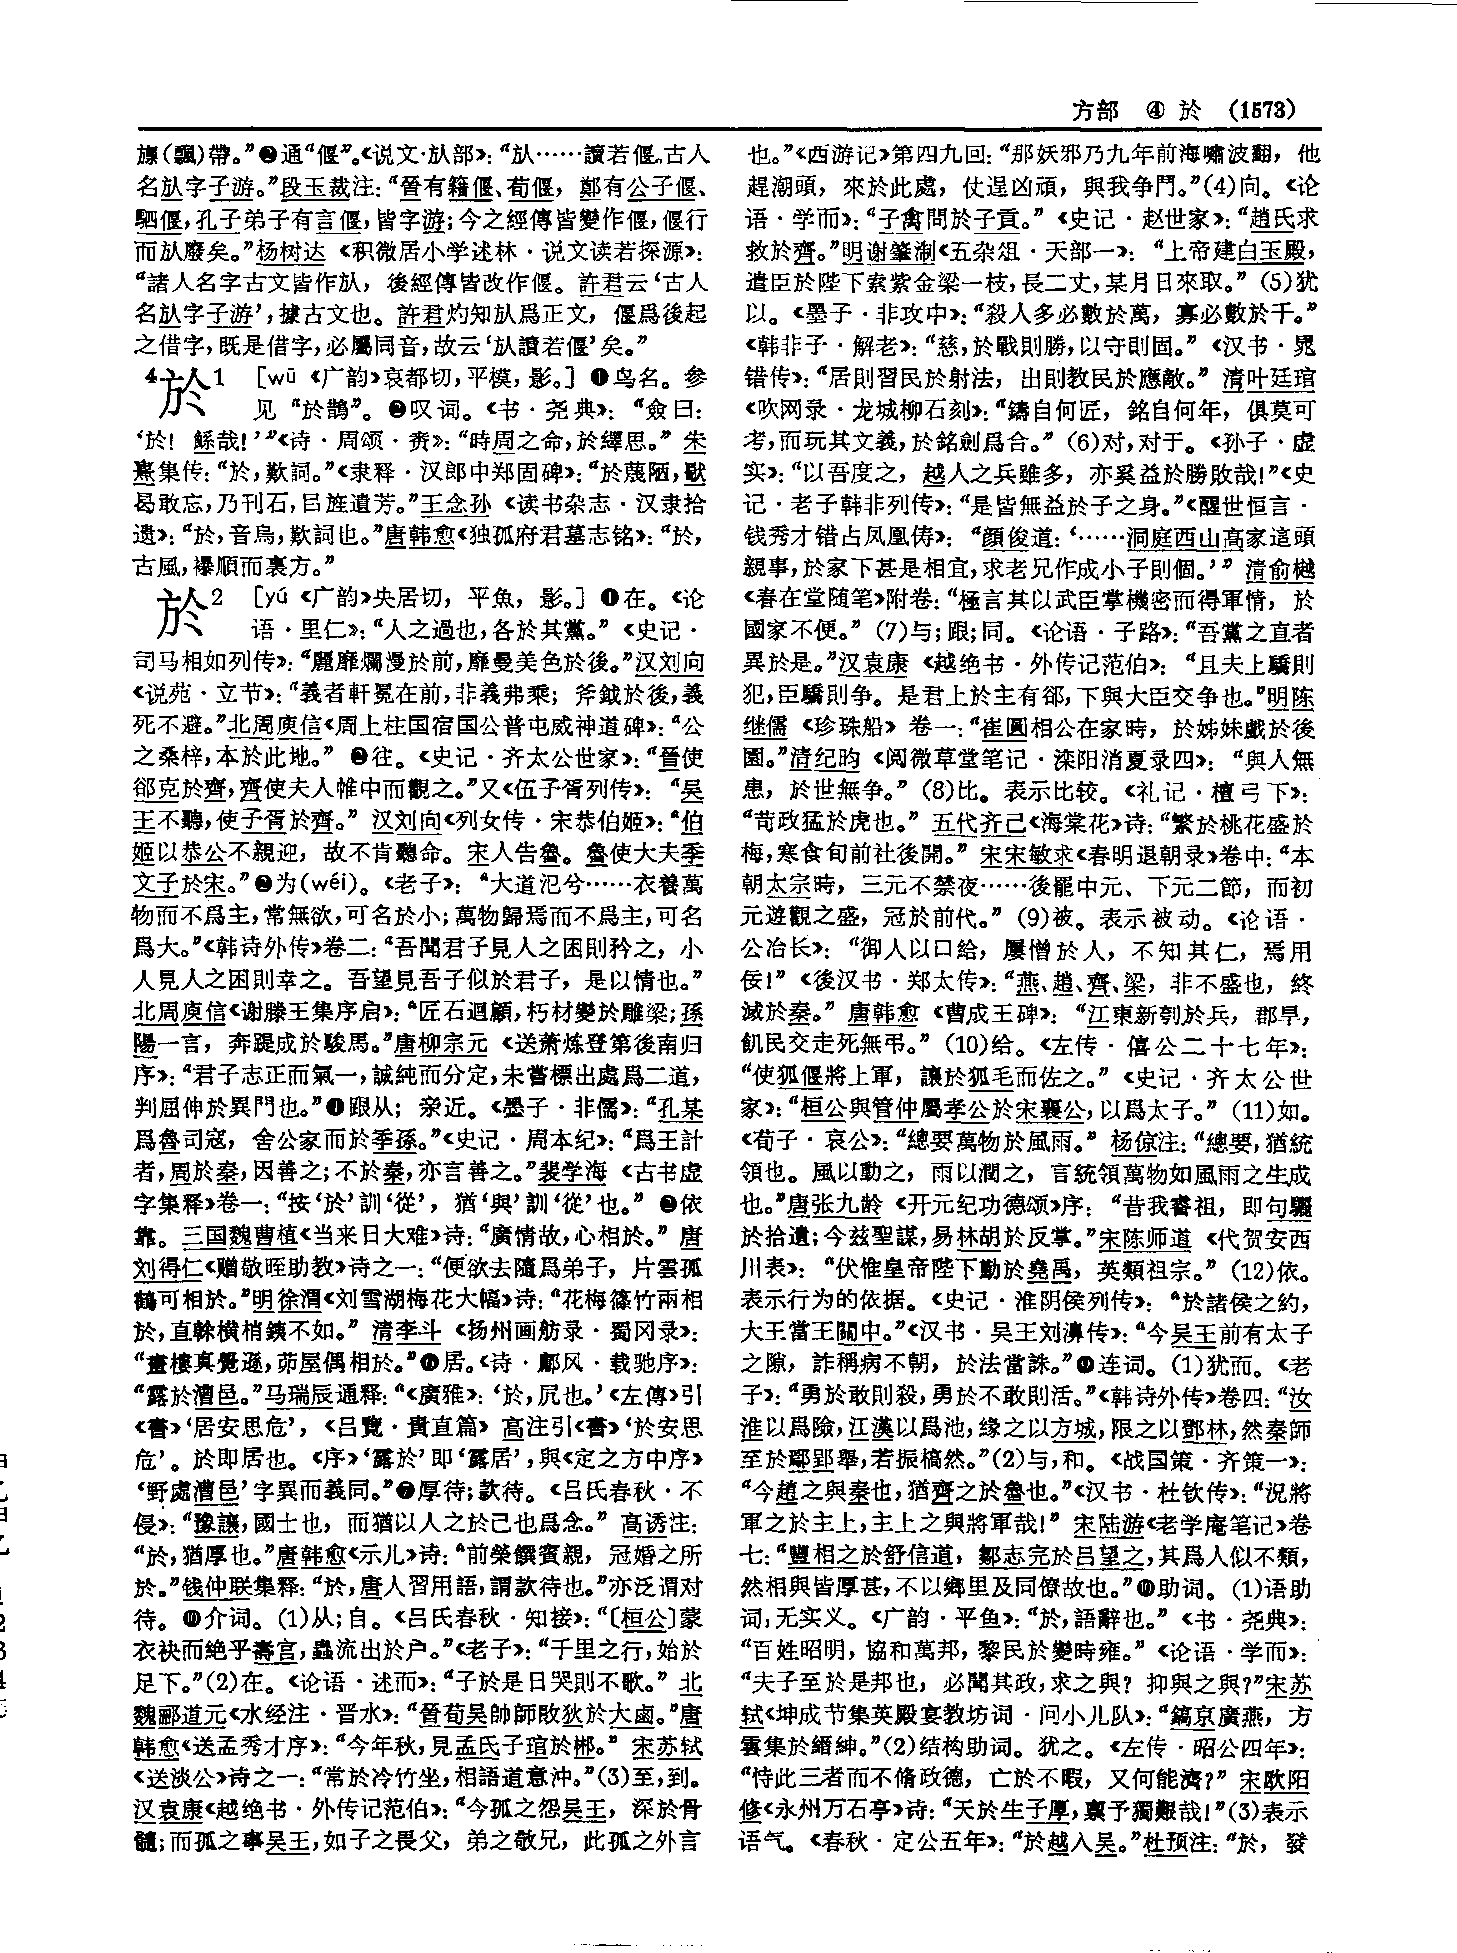 方部 ④ 於 (1573)
旐(飄)帶。”❷通“偃”。《说文·㫃部》：“㫃……讀若偃。古人
名㫃字子游。”段玉裁注：“晉有籍偃、荀偃，鄭有公子偃、
駟偃，孔子弟子有言偃，皆字游；今之經傳皆變作偃，偃行
而㫃廢矣。”杨树达《积微居小学述林·说文读若探源》：
“諸人名字古文皆作㫃，後經傳皆改作偃。許君云‘古人
名㫃字子游’，據古文也。許君灼知㫃爲正文，偃爲後起
之借字，既是借字，必屬同音，故云‘㫃讀若偃’矣。”
4於1 [wū《广韵》哀都切，平模，影。] ❶鸟名。参
见“於鵲”。❷叹词。《书·尧典》：“僉曰：
‘於！鯀哉！’”《诗·周颂·赉》：“時周之命，於繹思。”朱
熹集传：“於，歎詞。”《隶释·汉郎中郑固碑》：“於蔑陋，
曷敢忘，乃刊石，㠯旌遺芳。”王念孙《读书杂志·汉隶拾
遗》：“於，音烏，歎詞也。”唐韩愈《独孤府君墓志铭》：“於，
古風，襮順而裏方。”
於2 [yú《广韵》央居切，平魚，影。] ❶在。《论
语·里仁》：“人之過也，各於其黨。”《史记·
司马相如列传》：“麗靡爛漫於前，靡曼美色於後。”汉刘向
《说苑·立节》：“義者軒冕在前，非義弗乘；斧鉞於後，義
死不避。”北周庾信《周上柱国宿国公普屯威神道碑》：“公
之桑梓，本於此地。”❷往。《史记·齐太公世家》：“晉使
郤克於齊，齊使夫人帷中而觀之。”又《伍子胥列传》：“吴
王不聽，使子胥於齊。”汉刘向《列女传·宋恭伯姬》：“伯
姬以恭公不親迎，故不肯聽命。宋人告魯。魯使大夫季
文子於宋。”❸为(wéi)。《老子》：“大道氾兮……衣養萬
物而不爲主，常無欲，可名於小；萬物歸焉而不爲主，可名
爲大。”《韩诗外传》卷二：“吾聞君子見人之困則矜之，小
人見人之困則幸之。吾望見吾子似於君子，是以情也。”
北周庾信《谢滕王集序启》：“匠石迴顧，朽材變於雕梁；孫
陽一言，奔踶成於駿馬。”唐柳宗元《送萧炼登第後南归
序》：“君子志正而氣一，誠純而分定，未嘗標出處爲二道，
判屈伸於異門也。”❹跟从；亲近。《墨子·非儒》：“孔某
爲魯司寇，舍公家而於季孫。”《史记·周本纪》：“爲王計
者，周於秦，因善之；不於秦，亦言善之。”裴学海《古书虚
字集释》卷一：“按‘於’訓‘從’，猶‘與’訓‘從’也。”❺依
靠。三国魏曹植《当来日大难》诗：“廣情故，心相於。”唐
刘得仁《赠敬晊助教》诗之一：“便欲去隨爲弟子，片雲孤
鶴可相於。”明徐渭《刘雪湖梅花大幅》诗：“花梅篠竹兩相
於，直榦横梢銕不如。”清李斗《扬州画舫录·蜀冈录》：
“畫樓真覺遜，茆屋偶相於。”❻居。《诗·鄘风·载驰序》：
“露於漕邑。”马瑞辰通释：“《廣雅》：‘於，凥也。’《左傳》引
《書》‘居安思危’，《吕覽·貴直篇》高注引《書》‘於安思
危’。於即居也。《序》‘露於’即‘露居’，與《定之方中序》
‘野處漕邑’字異而義同。”❼厚待；款待。《吕氏春秋·不
侵》：“豫讓，國士也，而猶以人之於己也爲念。”高诱注：
“於，猶厚也。”唐韩愈《示儿》诗：“前榮饌賓親，冠婚之所
於。”钱仲联集释：“於，唐人習用語，謂款待也。”亦泛谓对
待。❽介词。(1)从；自。《吕氏春秋·知接》：“〔桓公〕蒙
衣袂而絶乎壽宫，蟲流出於户。”《老子》：“千里之行，始於
足下。”(2)在。《论语·述而》：“子於是日哭則不歌。”北
魏郦道元《水经注·晋水》：“晉荀吴帥師敗狄於大鹵。”唐
韩愈《送孟秀才序》：“今年秋，見孟氏子琯於郴。”宋苏轼
《送淡公》诗之一：“常於冷竹坐，相語道意沖。”(3)至，到。
汉袁康《越绝书·外传记范伯》：“今孤之怨吴王，深於骨
髓；而孤之事吴王，如子之畏父，弟之敬兄，此孤之外言
也。”《西游记》第四九回：“那妖邪乃九年前海嘯波翻，他
趕潮頭，來於此處，仗逞凶頑，與我争鬥。”(4)向。《论
语·学而》：“子禽問於子貢。”《史记·赵世家》：“趙氏求
救於齊。”明谢肇淛《五杂俎·天部一》：“上帝建白玉殿，
遣臣於陛下索紫金梁一枝，長二丈，某月日來取。”(5)犹
以。《墨子·非攻中》：“殺人多必數於萬，寡必數於千。”
《韩非子·解老》：“慈，於戰則勝，以守則固。”《汉书·晁
错传》：“居則習民於射法，出則教民於應敵。”清叶廷琯
《吹网录·龙城柳石刻》：“鑄自何匠，銘自何年，俱莫可
考，而玩其文義，於銘劍爲合。”(6)对，对于。《孙子·虚
实》：“以吾度之，越人之兵雖多，亦奚益於勝敗哉！”《史
记·老子韩非列传》：“是皆無益於子之身。”《醒世恒言·
钱秀才错占凤凰俦》：“顔俊道：‘……洞庭西山高家這頭
親事，於家下甚是相宜，求老兄作成小子則個。’”清俞樾
《春在堂随笔》附卷：“極言其以武臣掌機密而得軍情，於
國家不便。”(7)与；跟；同。《论语·子路》：“吾黨之直者
異於是。”汉袁康《越绝书·外传记范伯》：“且夫上驕則
犯，臣驕則争。是君上於主有郤，下與大臣交争也。”明陈
继儒《珍珠船》卷一：“崔圓相公在家時，於姊妹戲於後
園。”清纪昀《阅微草堂笔记·滦阳消夏录四》：“與人無
患，於世無争。”(8)比。表示比较。《礼记·檀弓下》：
“苛政猛於虎也。”五代齐己《海棠花》诗：“繁於桃花盛於
梅，寒食旬前社後開。”宋宋敏求《春明退朝录》卷中：“本
朝太宗時，三元不禁夜……後罷中元、下元二節，而初
元遊觀之盛，冠於前代。”(9)被。表示被动。《论语·
公冶长》：“御人以口給，屢憎於人，不知其仁，焉用
佞！”《後汉书·郑太传》：“燕、趙、齊、梁，非不盛也，終
滅於秦。”唐韩愈《曹成王碑》：“江東新刳於兵，郡旱，
飢民交走死無弔。”(10)给。《左传·僖公二十七年》：
“使狐偃將上軍，讓於狐毛而佐之。”《史记·齐太公世
家》：“桓公與管仲屬孝公於宋襄公，以爲太子。”(11)如。
《荀子·哀公》：“總要萬物於風雨。”杨倞注：“總要，猶統
領也。風以動之，雨以潤之，言統領萬物如風雨之生成
也。”唐张九龄《开元纪功德颂》序：“昔我睿祖，即句驪
於拾遺；今兹聖謀，易林胡於反掌。”宋陈师道《代贺安西
川表》：“伏惟皇帝陛下勤於堯禹，英類祖宗。”(12)依。
表示行为的依据。《史记·淮阴侯列传》：“於諸侯之約，
大王當王關中。”《汉书·吴王刘濞传》：“今吴王前有太子
之隙，詐稱病不朝，於法當誅。”❾连词。(1)犹而。《老
子》：“勇於敢則殺，勇於不敢則活。”《韩诗外传》卷四：“汝
淮以爲險，江漢以爲池，緣之以方城，限之以鄧林，然秦師
至於鄢郢舉，若振槁然。”(2)与，和。《战国策·齐策一》：
“今趙之與秦也，猶齊之於魯也。”《汉书·杜钦传》：“況將
軍之於主上，主上之與將軍哉！”宋陆游《老学庵笔记》卷
七：“豐相之於舒信道，鄒志完於吕望之，其爲人似不類，
然相與皆厚甚，不以鄉里及同僚故也。”❿助词。(1)语助
词，无实义。《广韵·平鱼》：“於，語辭也。”《书·尧典》：
“百姓昭明，協和萬邦，黎民於變時雍。”《论语·学而》：
“夫子至於是邦也，必聞其政，求之與？抑與之與？”宋苏
轼《坤成节集英殿宴教坊词·问小儿队》：“鎬京廣燕，方
雲集於縉紳。”(2)结构助词。犹之。《左传·昭公四年》：
“恃此三者而不脩政德，亡於不暇，又何能濟？”宋欧阳
修《永州万石亭》诗：“天於生子厚，禀予獨艱哉！”(3)表示
语气。《春秋·定公五年》：“於越入吴。”杜预注：“於，發